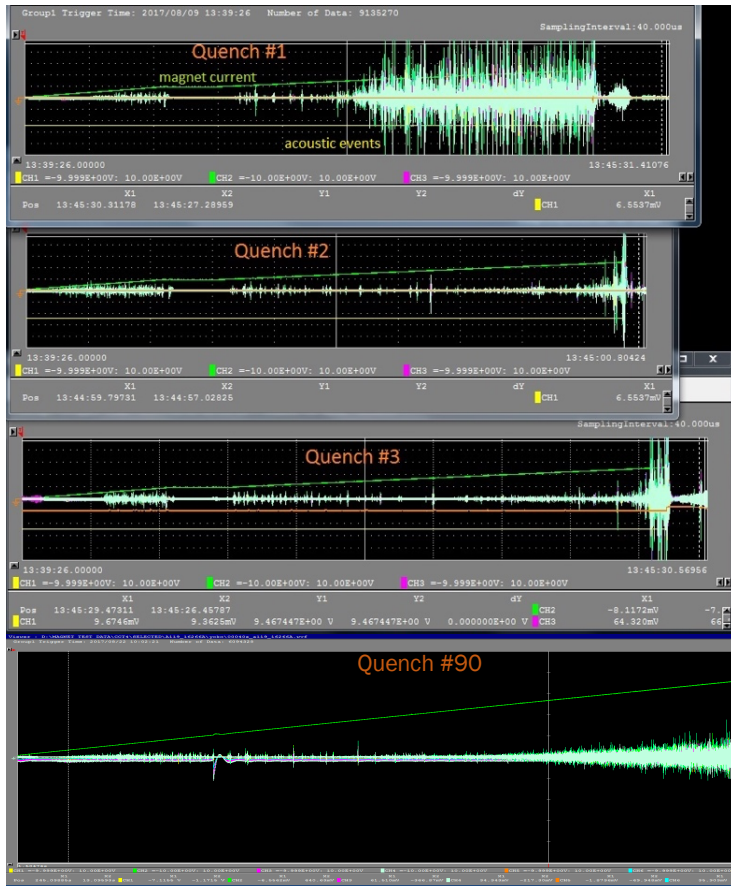 Group1 Trigger Time: 2017/08/09 13:39:26 Number of Data: 9135270
SamplingInterval:40.000us
Quench #1
magnet current
acoustic events
13:39:26.00000 13:45:31.41076
CH1 =-9.999E+00V: 10.00E+00V CH2 =-10.00E+00V: 10.00E+00V CH3 =-9.999E+00V: 10.00E+00V
X1 X2 Y1 Y2 dY X1
Pos 13:45:30.31178 13:45:27.28959 CH1 6.5537mV
Quench #2
13:39:26.00000 13:45:00.80424
CH1 =-9.999E+00V: 10.00E+00V CH2 =-10.00E+00V: 10.00E+00V CH3 =-9.999E+00V: 10.00E+00V
X1 X2 Y1 Y2 dY X1
Pos 13:44:59.79731 13:44:57.02825 CH1 6.5537mV
X
SamplingInterval:40.000us
Quench #3
13:39:26.00000 13:45:30.56956
CH1 =-9.999E+00V: 10.00E+00V CH2 =-10.00E+00V: 10.00E+00V CH3 =-9.999E+00V: 10.00E+00V
X1 X2 Y1 Y2 dY X1
Pos 13:45:29.47311 13:45:26.45787 CH2 -8.1172mV -7.
CH1 9.6746mV 9.3625mV 9.467447E+00 V 9.467447E+00 V 0.000000E+00 V CH3 64.320mV 66
Quench #90